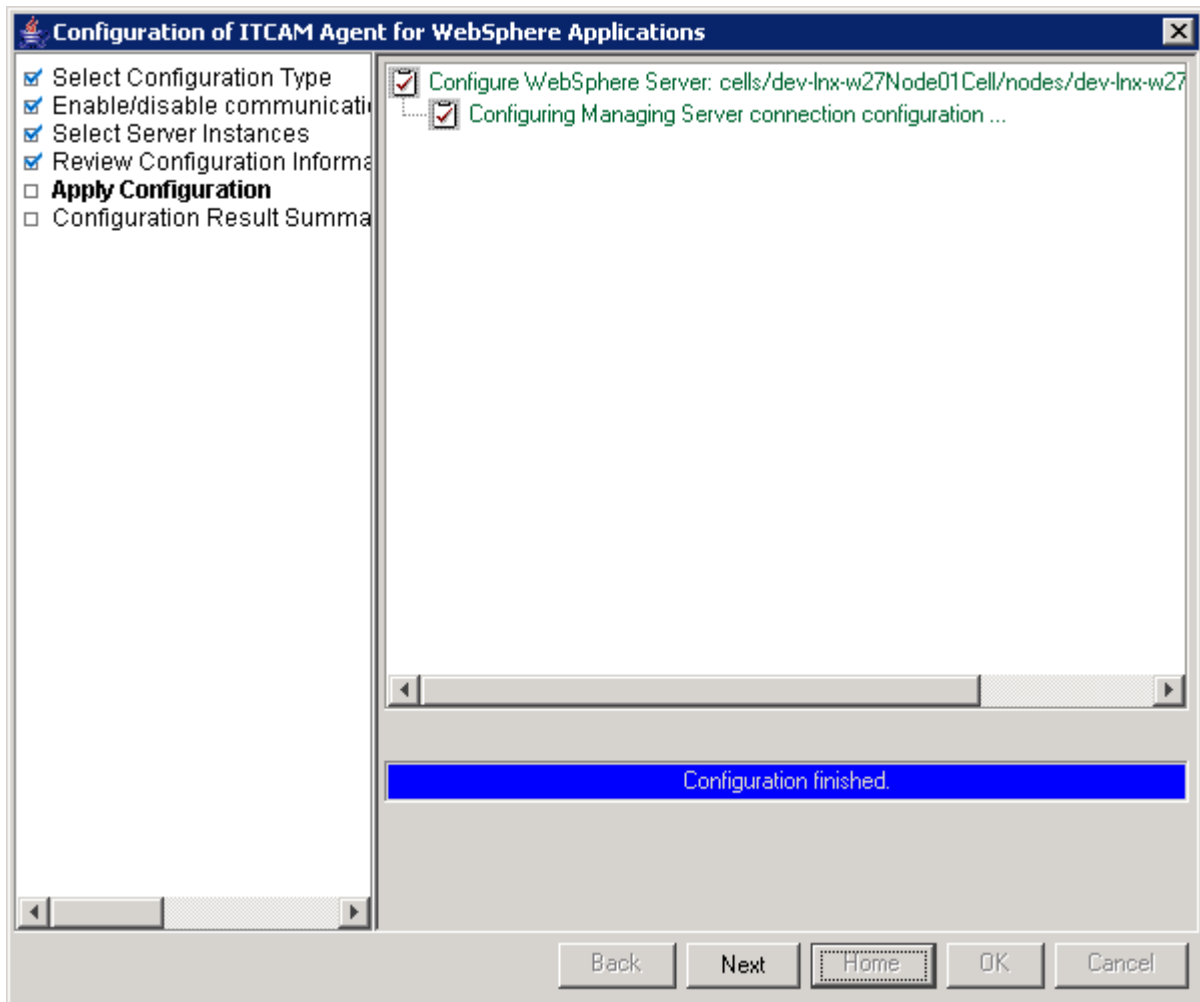 Configuration of ITCAM Agent for WebSphere Applications
Select Configuration Type
Enable/disable communicati
Select Server Instances
Review Configuration Informa
Apply Configuration
Configuration Result Summa
Configure WebSphere Server: cells/dev-lnx-w27Node01Cell/nodes/dev-lnx-w27
Configuring Managing Server connection configuration ...
Configuration finished.
Back Next Home OK Cancel